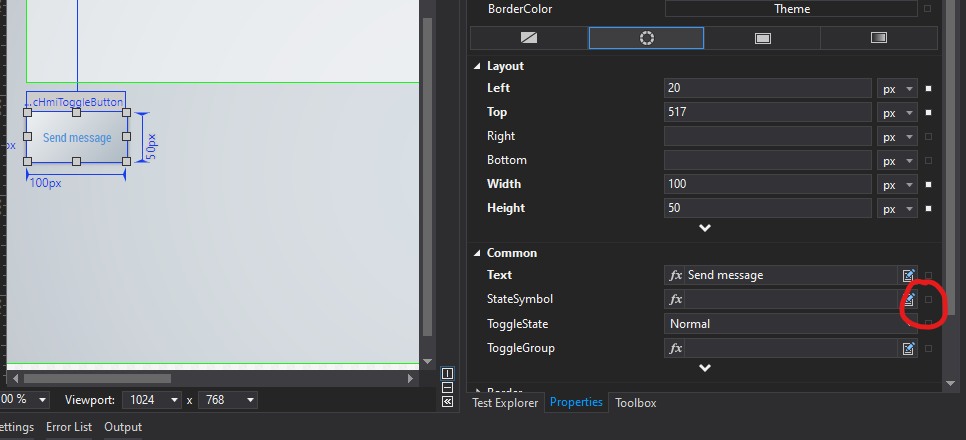 BorderColor Theme
Layout
Left 20 px
Top 517 px
Right px
Bottom px
Width 100 px
Height 50 px
Common
Text fx Send message
StateSymbol fx
ToggleState Normal
ToggleGroup fx
...cHmiToggleButton
px
Send message
50px
100px
00 % Viewport: 1024 x 768
Test Explorer Properties Toolbox
ettings Error List Output